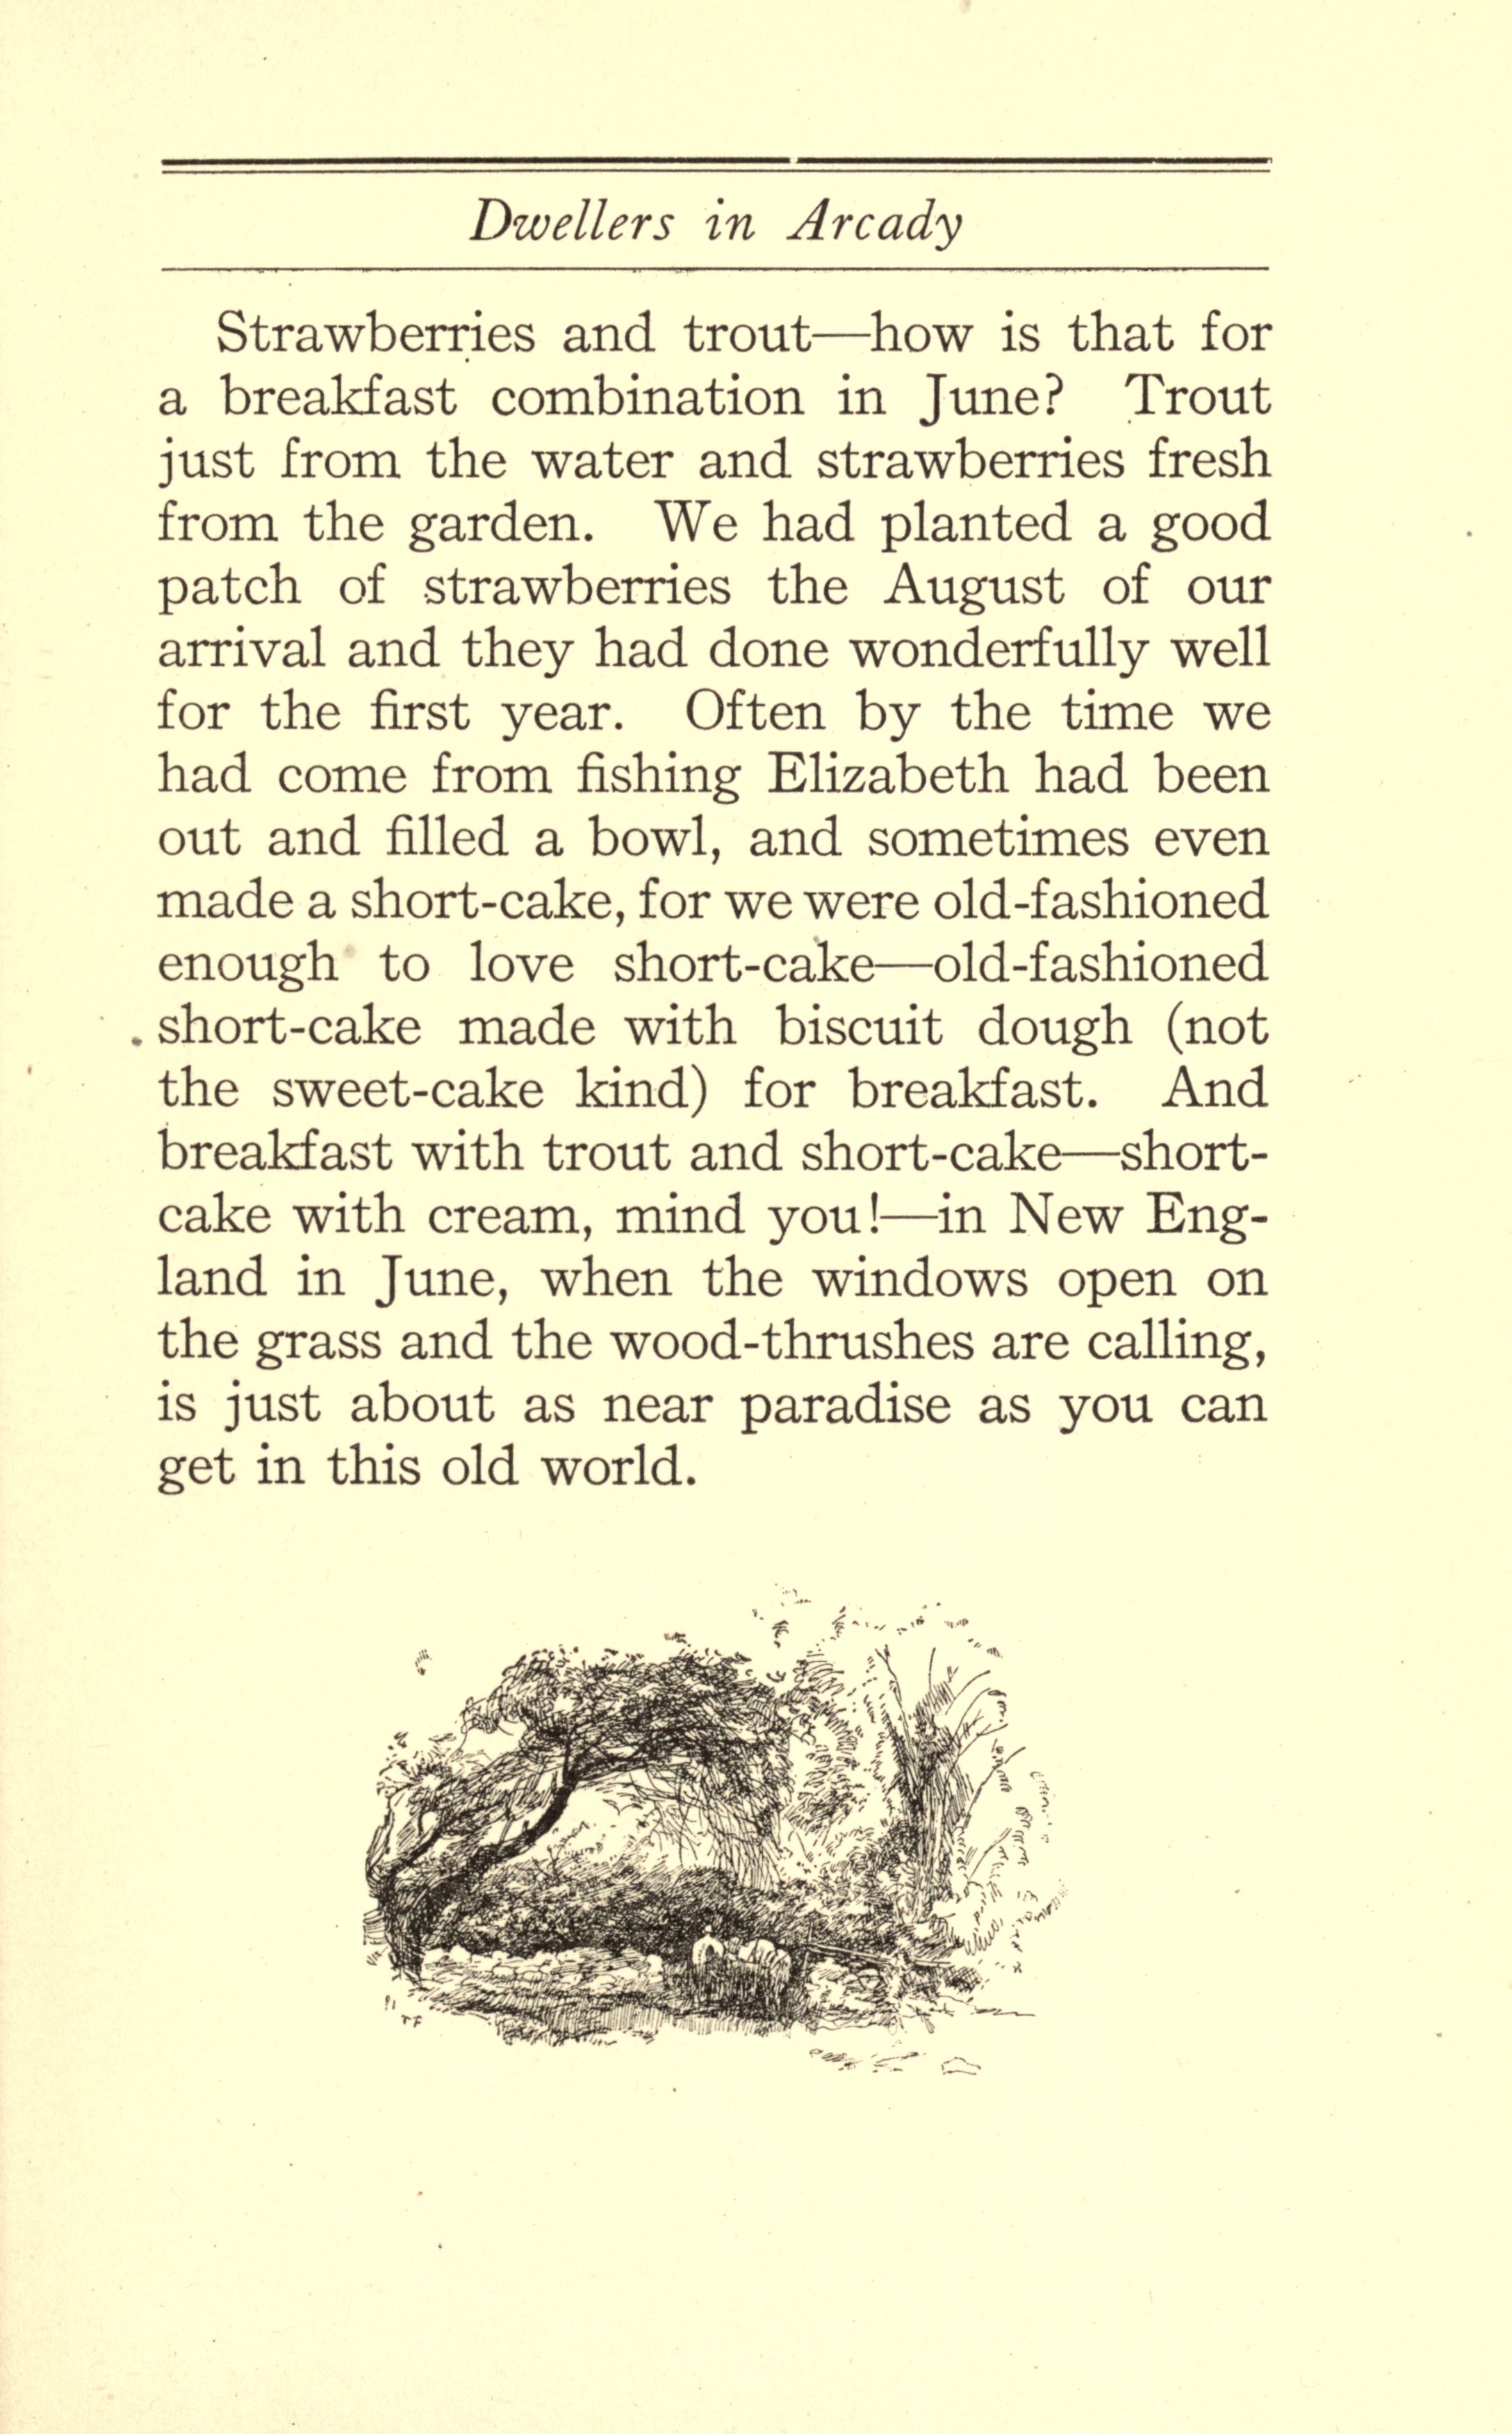 Dwellers in Arcady
Strawberries and trout—how is that for
a breakfast combination in June? Trout
just from the water and strawberries fresh
from the garden. We had planted a good
patch of strawberries the August of our
arrival and they had done wonderfully well
for the first year. Often by the time we
had come from fishing Elizabeth had been
out and filled a bowl, and sometimes even
made a short-cake, for we were old-fashioned
enough to love short-cake—old-fashioned
short-cake made with biscuit dough (not
the sweet-cake kind) for breakfast. And
breakfast with trout and short-cake—short-
cake with cream, mind you!—in New Eng-
land in June, when the windows open on
the grass and the wood-thrushes are calling,
is just about as near paradise as you can
get in this old world.